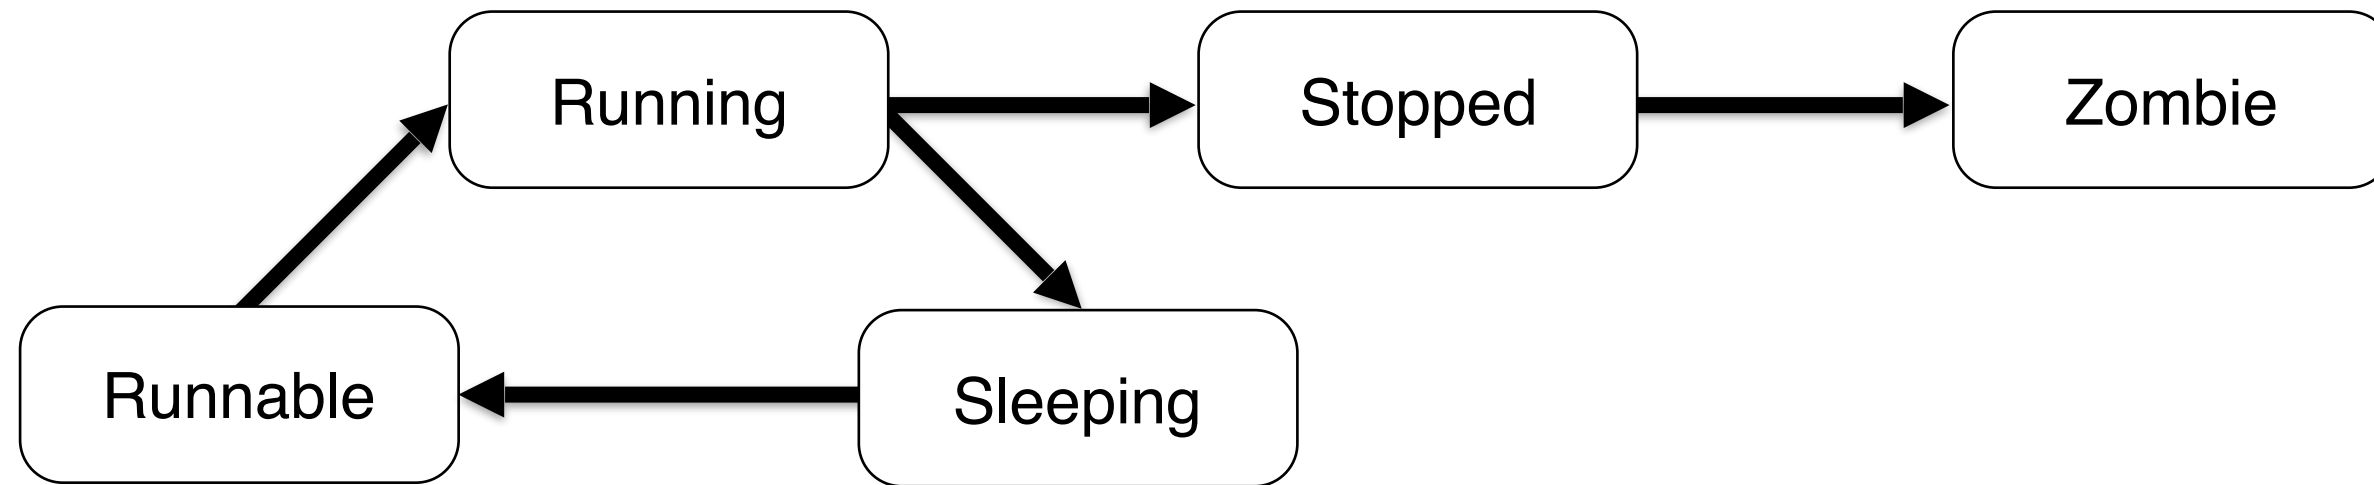 Running
Stopped
Zombie
Runnable
Sleeping